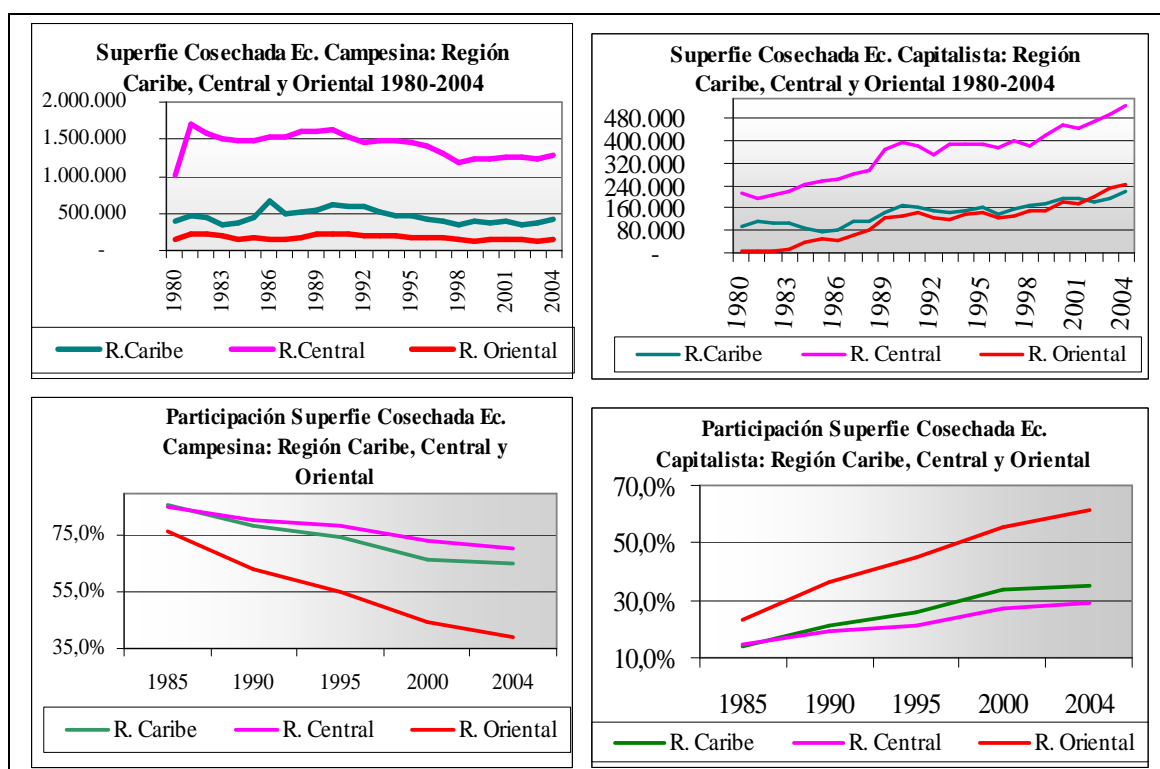 Superfie Cosechada Ec. Campesina: Región
Caribe, Central y Oriental 1980-2004
2.000.000
1.500.000
1.000.000
500.000
-
1980
1983
1986
1989
1992
1995
1998
2001
2004
R.Caribe R.Central R. Oriental
Superfie Cosechada Ec. Capitalista: Región
Caribe, Central y Oriental 1980-2004
480.000
400.000
320.000
240.000
160.000
80.000
-
1980
1983
1986
1989
1992
1995
1998
2001
2004
R.Caribe R. Central R. Oriental
Participación Superfie Cosechada Ec.
Campesina: Región Caribe, Central y
Oriental
75,0%
55,0%
35,0%
1985 1990 1995 2000 2004
R. Caribe R. Central R. Oriental
Participación Superfie Cosechada Ec.
Capitalista: Región Caribe, Central y Oriental
70,0%
50,0%
30,0%
10,0%
1985 1990 1995 2000 2004
R. Caribe R. Central R. Oriental